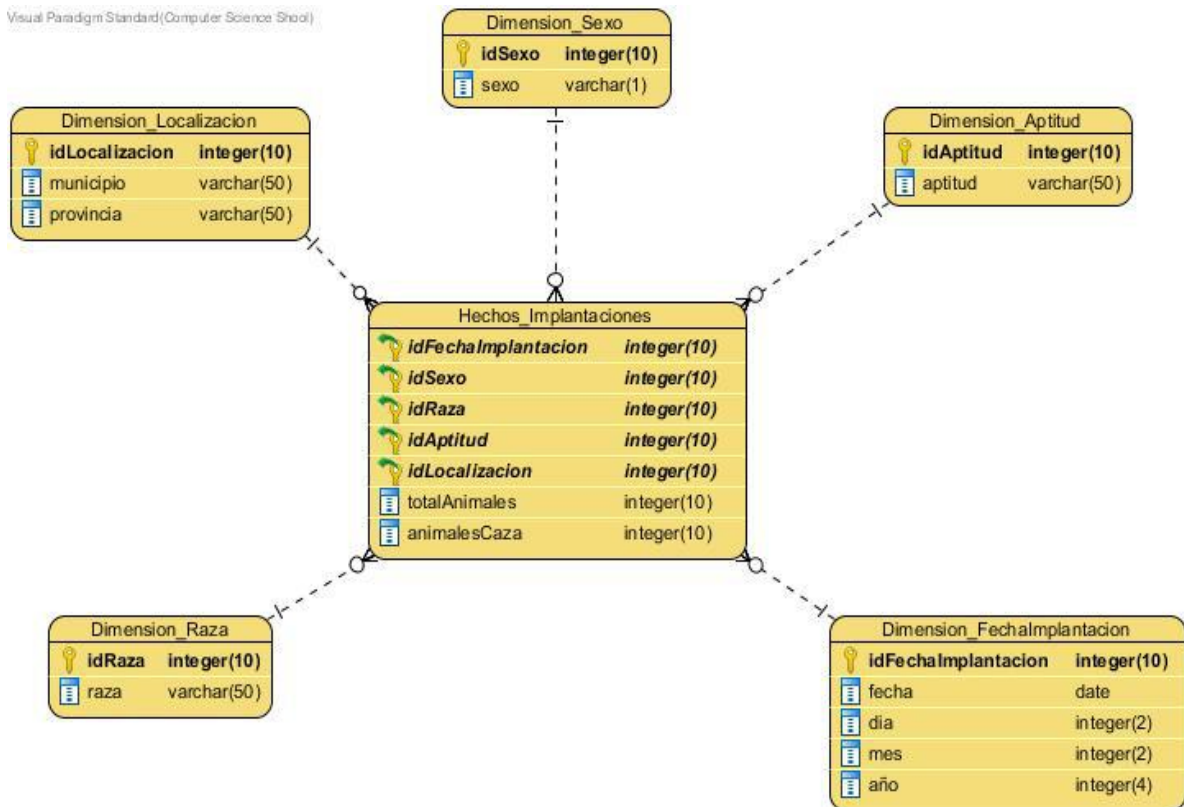 Visual Paradigm Standard(Computer Science Shool)
Dimension_Sexo
idSexo integer(10)
sexo varchar(1)
Dimension_Localizacion
idLocalizacion integer(10)
municipio varchar(50)
provincia varchar(50)
Dimension_Aptitud
idAptitud integer(10)
aptitud varchar(50)
Hechos_Implantaciones
idFechaImplantacion integer(10)
idSexo integer(10)
idRaza integer(10)
idAptitud integer(10)
idLocalizacion integer(10)
totalAnimales integer(10)
animalesCaza integer(10)
Dimension_Raza
idRaza integer(10)
raza varchar(50)
Dimension_FechaImplantacion
idFechaImplantacion integer(10)
fecha date
dia integer(2)
mes integer(2)
año integer(4)